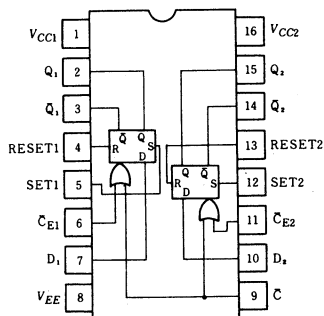 VCC1 1 16 VCC2
Q1 2 15 Q2
Q̄1 3 14 Q̄2
RESET1 4 13 RESET2
SET1 5 12 SET2
C̄E1 6 11 C̄E2
D1 7 10 D2
VEE 8 9 C̄
Q̄ Q
R S
D
Q Q̄
R S
D